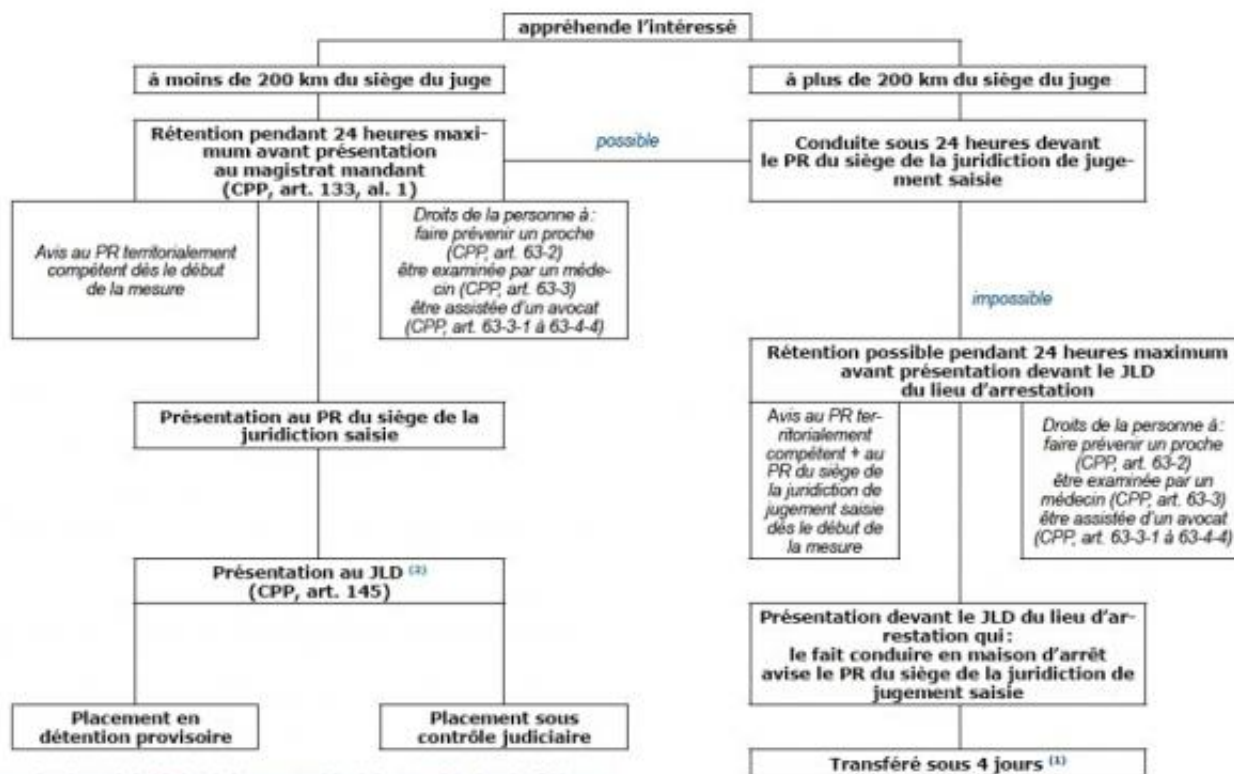 appréhende l’intéressé
á moins de 200 km du siège du juge
á plus de 200 km du siège du juge
Rétention pendant 24 heures maxi-
mum avant présentation
au magistrat mandant
(CPP, art. 133, al. 1)
possible
Conduite sous 24 heures devant
le PR du siège de la juridiction de juge-
ment saisie
Avis au PR territorialement
compétent dès le début
de la mesure
Droits de la personne à :
faire prévenir un proche
(CPP, art. 63-2)
être examinée par un méde-
cin (CPP, art. 63-3)
être assistée d’un avocat
(CPP, art. 63-3-1 à 63-4-4)
impossible
Rétention possible pendant 24 heures maximum
avant présentation devant le JLD
du lieu d’arrestation
Présentation au PR du siège de la
juridiction saisie
Avis au PR ter-
ritorialement
compétent + au
PR du siège de
la juridiction de
jugement saisie
dès le début de
la mesure
Droits de la personne à :
faire prévenir un proche
(CPP, art. 63-2)
être examinée par un
médecin (CPP, art. 63-3)
être assistée d’un avocat
(CPP, art. 63-3-1 à 63-4-4)
Présentation au JLD (2)
(CPP, art. 145)
Présentation devant le JLD du lieu d’ar-
restation qui :
le fait conduire en maison d’arrêt
avise le PR du siège de la juridiction de
jugement saisie
Placement en
détention provisoire
Placement sous
contrôle judiciaire
Transféré sous 4 jours (1)